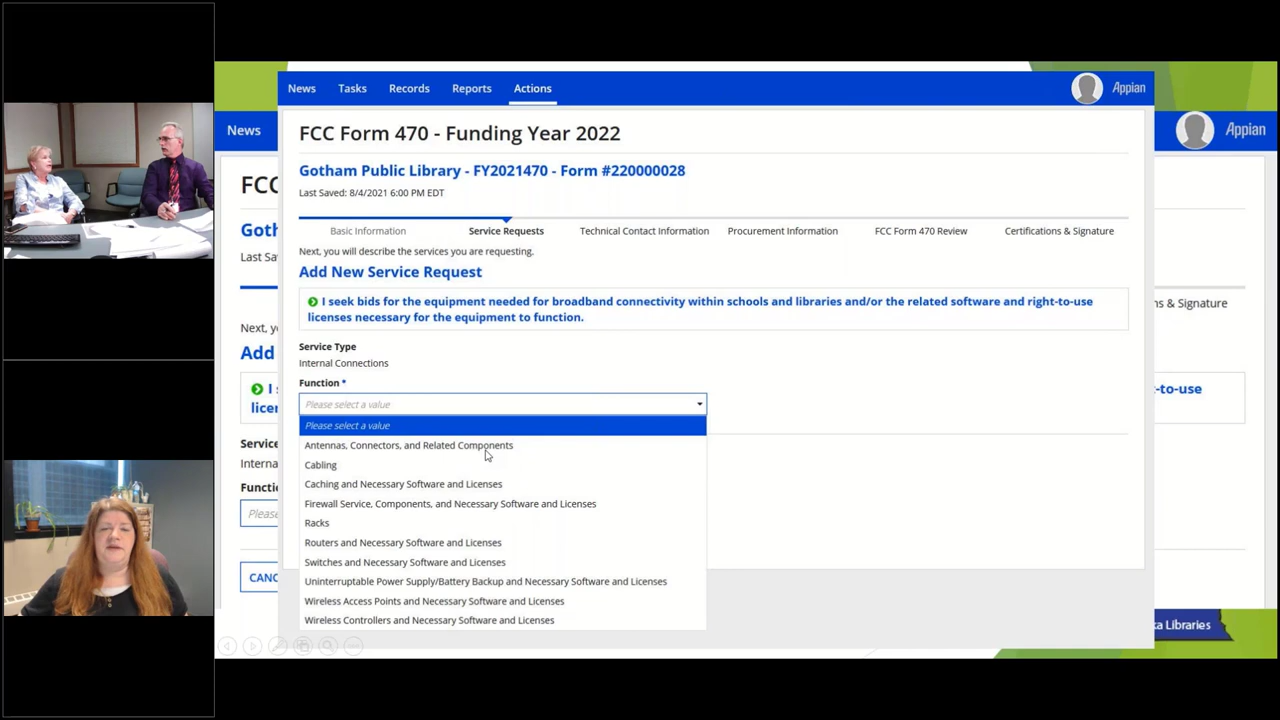 News Tasks Records Reports Actions Appian
News Appian
FCC Form 470 - Funding Year 2022
FCC
Gotham Public Library - FY2021470 - Form #220000028
Goth
Last Saved: 8/4/2021 6:00 PM EDT
Last Sa
Basic Information Service Requests Technical Contact Information Procurement Information FCC Form 470 Review Certifications & Signature
ns & Signature
Next, you will describe the services you are requesting.
Next, y
Add New Service Request
Add
I seek bids for the equipment needed for broadband connectivity within schools and libraries and/or the related software and right-to-use
licenses necessary for the equipment to function.
I s
-to-use
licen
Service Type
Internal Connections
Service
Interna
Function *
Functio
Please select a value
Please
Please select a value
Antennas, Connectors, and Related Components
Cabling
Caching and Necessary Software and Licenses
Firewall Service, Components, and Necessary Software and Licenses
Racks
Routers and Necessary Software and Licenses
Switches and Necessary Software and Licenses
Uninterruptable Power Supply/Battery Backup and Necessary Software and Licenses
CANC
Wireless Access Points and Necessary Software and Licenses
Wireless Controllers and Necessary Software and Licenses
ka Libraries